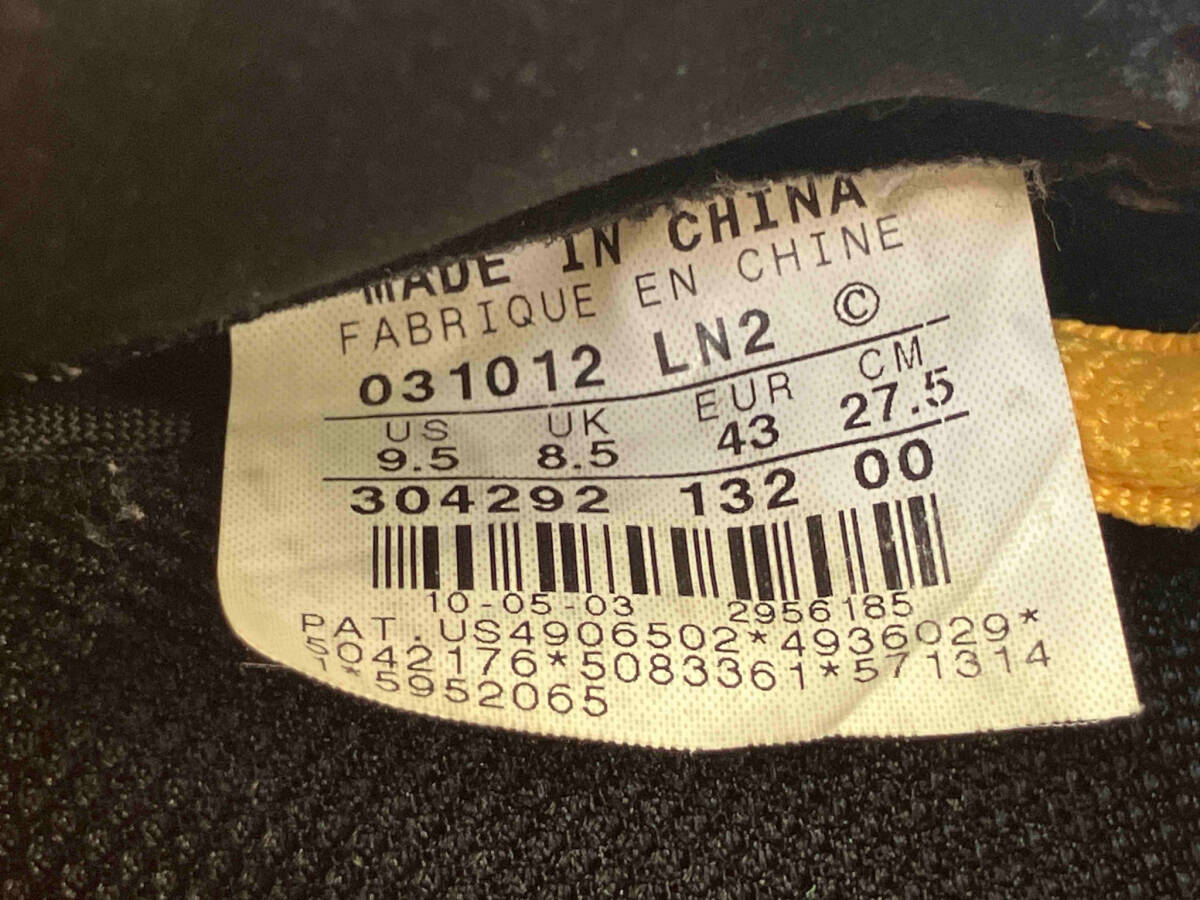 MADE IN CHINA
FABRIQUE EN CHINE
031012 LN2 ©
US UK EUR CM
9.5 8.5 43 27.5
304292 132 00
10-05-03 2956185
PAT.US4906502*4936029*
5042176*5083361*571314
1*5952065